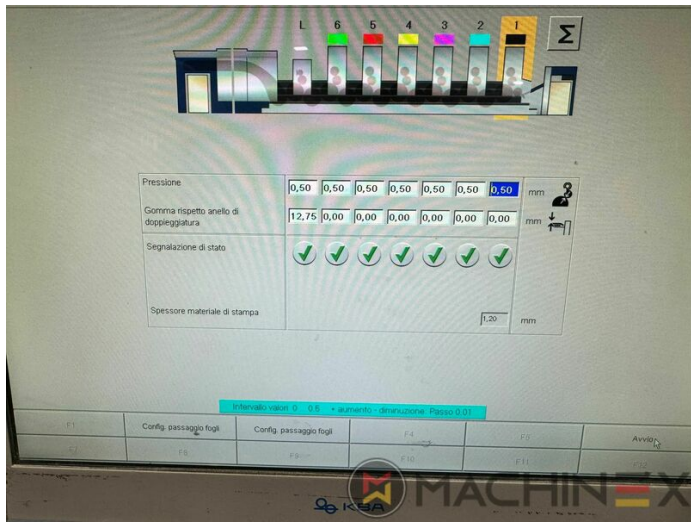 L 6 5 4 3 2 1 Σ
Pressione 0,50 0,50 0,50 0,50 0,50 0,50 0,50 mm
Gomma rispetto anello di
doppieggiatura 12,75 0,00 0,00 0,00 0,00 0,00 0,00 mm
Segnalazione di stato
Spessore materiale di stampa 1,20 mm
Intervallo valori 0 ... 0.5 + aumento - diminuzione Passo 0.01
F1 Config. passaggio fogli Config. passaggio fogli F4 F5 Avvio
F7 F8 F9 F10 F11 F12
KBA
MACHINEX